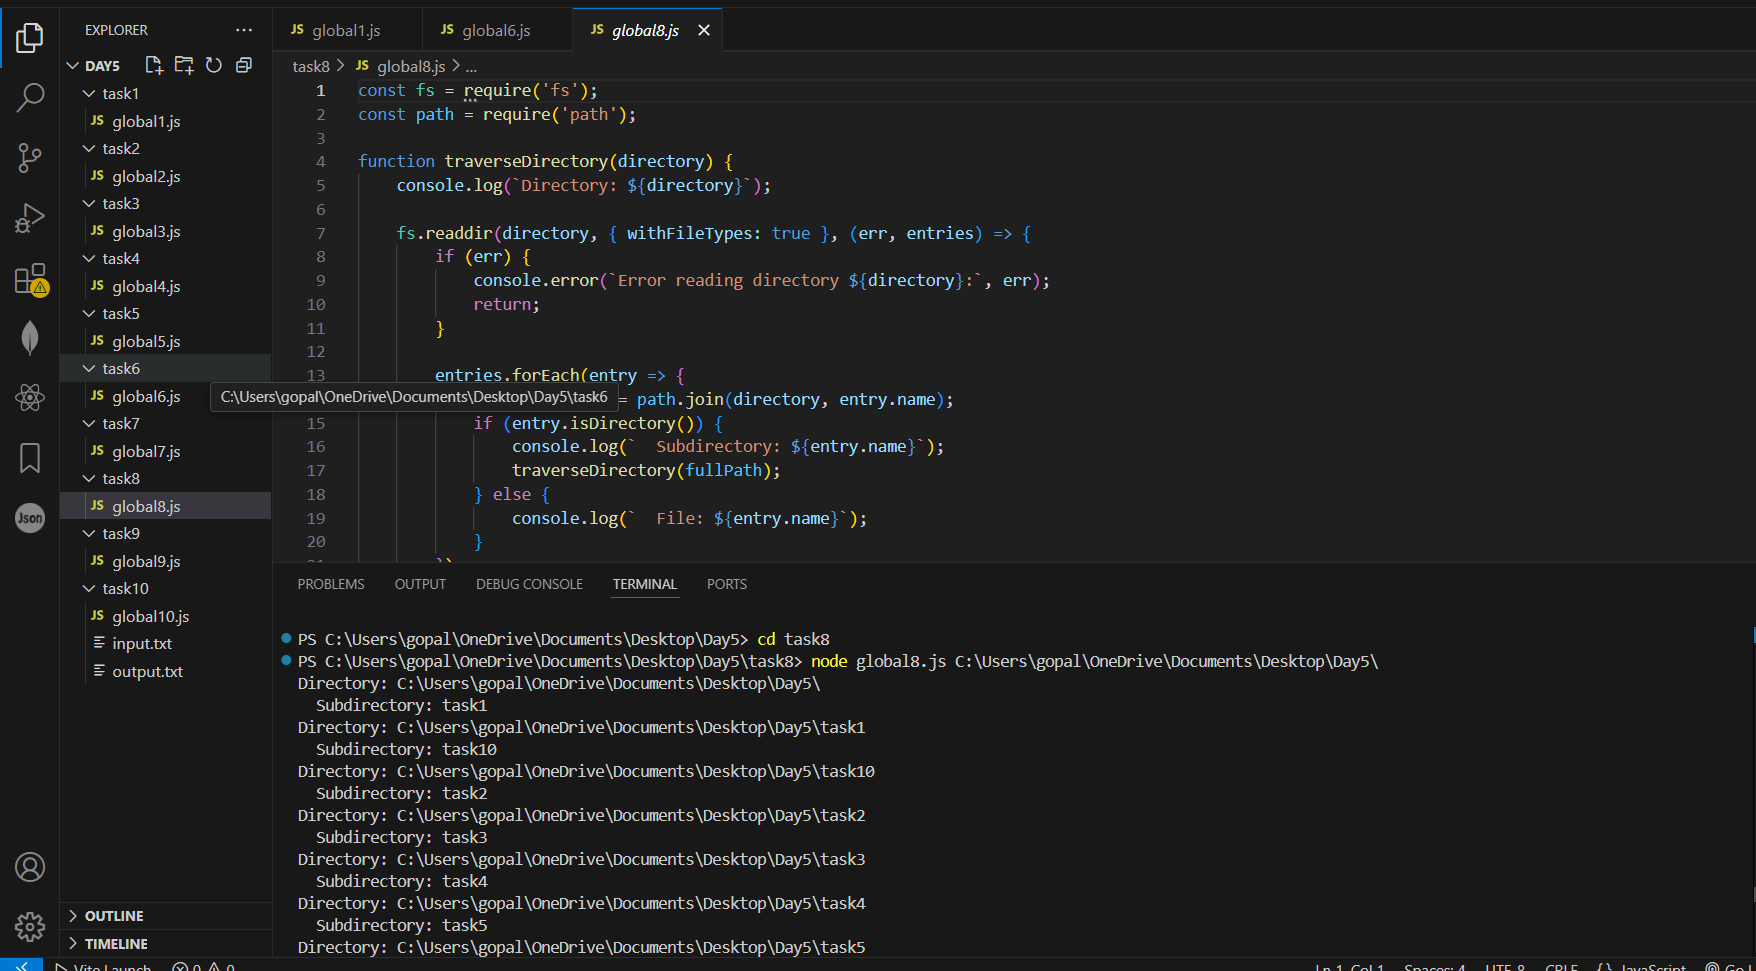 EXPLORER
DAY5
task1
JS global1.js
task2
JS global2.js
task3
JS global3.js
task4
JS global4.js
task5
JS global5.js
task6
JS global6.js
task7
JS global7.js
task8
JS global8.js
task9
JS global9.js
task10
JS global10.js
input.txt
output.txt
OUTLINE
TIMELINE
Json
JS global1.js JS global6.js JS global8.js
task8 > JS global8.js > ...
1 const fs = require('fs');
2 const path = require('path');
3
4 function traverseDirectory(directory) {
5 console.log(`Directory: ${directory}`);
6
7 fs.readdir(directory, { withFileTypes: true }, (err, entries) => {
8 if (err) {
9 console.error(`Error reading directory ${directory}:`, err);
10 return;
11 }
12
13 entries.forEach(entry => {
C:\Users\gopal\OneDrive\Documents\Desktop\Day5\task6
= path.join(directory, entry.name);
15 if (entry.isDirectory()) {
16 console.log(`  Subdirectory: ${entry.name}`);
17 traverseDirectory(fullPath);
18 } else {
19 console.log(`  File: ${entry.name}`);
20 }
PROBLEMS OUTPUT DEBUG CONSOLE TERMINAL PORTS
PS C:\Users\gopal\OneDrive\Documents\Desktop\Day5> cd task8
PS C:\Users\gopal\OneDrive\Documents\Desktop\Day5\task8> node global8.js C:\Users\gopal\OneDrive\Documents\Desktop\Day5\
Directory: C:\Users\gopal\OneDrive\Documents\Desktop\Day5\
Subdirectory: task1
Directory: C:\Users\gopal\OneDrive\Documents\Desktop\Day5\task1
Subdirectory: task10
Directory: C:\Users\gopal\OneDrive\Documents\Desktop\Day5\task10
Subdirectory: task2
Directory: C:\Users\gopal\OneDrive\Documents\Desktop\Day5\task2
Subdirectory: task3
Directory: C:\Users\gopal\OneDrive\Documents\Desktop\Day5\task3
Subdirectory: task4
Directory: C:\Users\gopal\OneDrive\Documents\Desktop\Day5\task4
Subdirectory: task5
Directory: C:\Users\gopal\OneDrive\Documents\Desktop\Day5\task5
Vite Launch 0 0 Ln 1, Col 1 Spaces: 4 UTF-8 CRLF {} JavaScript